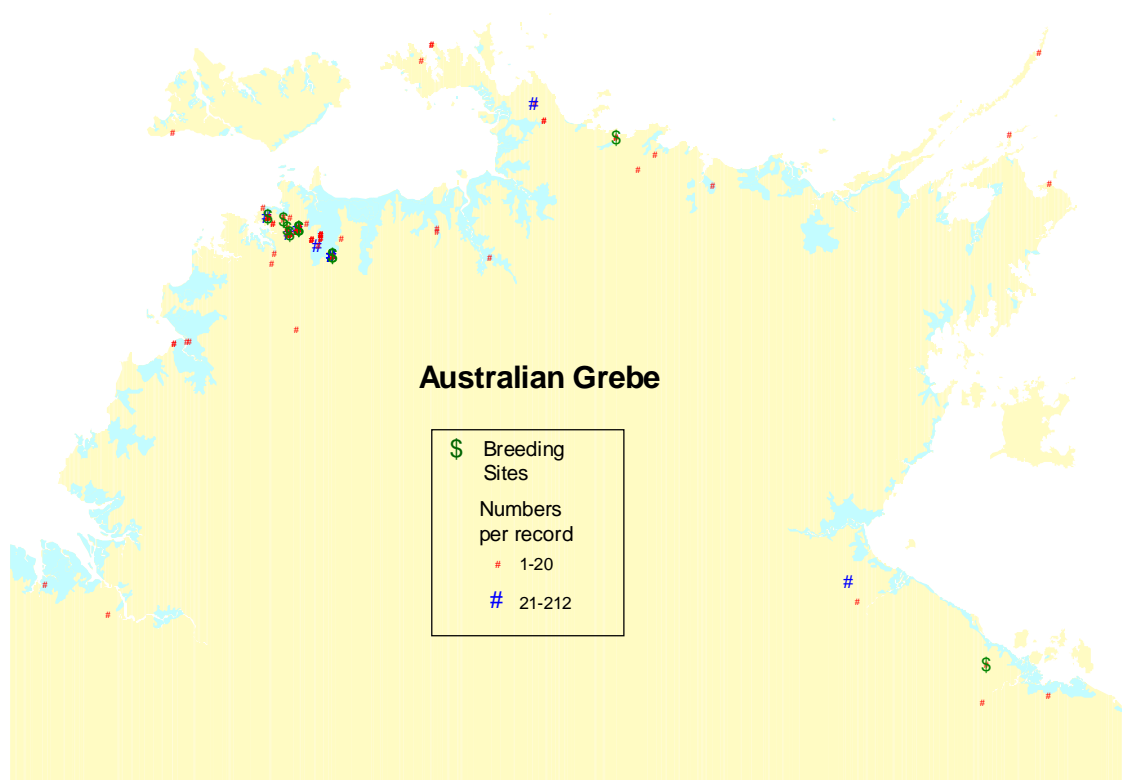 Australian Grebe
$ Breeding
Sites
Numbers
per record
# 1-20
# 21-212